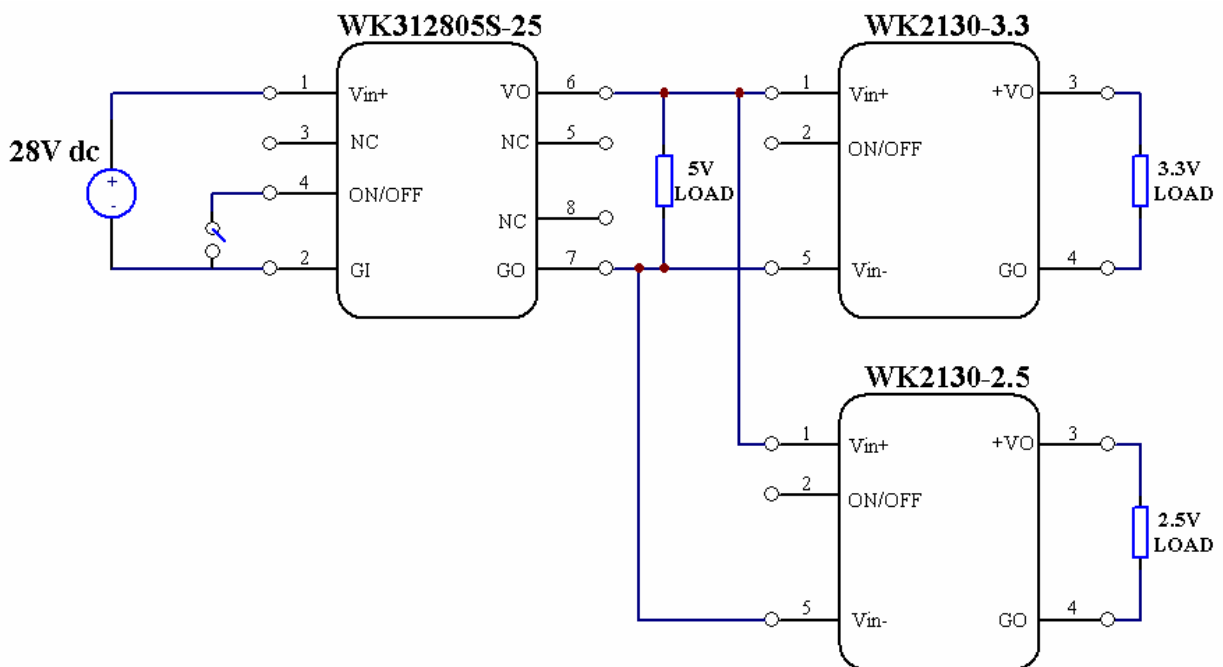 WK312805S-25
WK2130-3.3
28V dc
+
-
1
Vin+
3
NC
4
ON/OFF
2
GI
VO
6
NC
5
NC
8
GO
7
5V
LOAD
1
Vin+
2
ON/OFF
5
Vin-
+VO
3
GO
4
3.3V
LOAD
WK2130-2.5
1
Vin+
2
ON/OFF
5
Vin-
+VO
3
GO
4
2.5V
LOAD